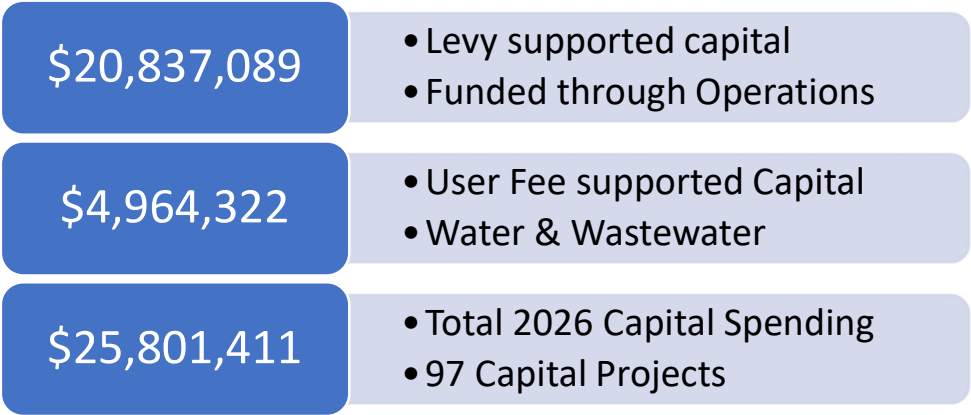 $20,837,089
• Levy supported capital
• Funded through Operations
$4,964,322
• User Fee supported Capital
• Water & Wastewater
$25,801,411
• Total 2026 Capital Spending
• 97 Capital Projects